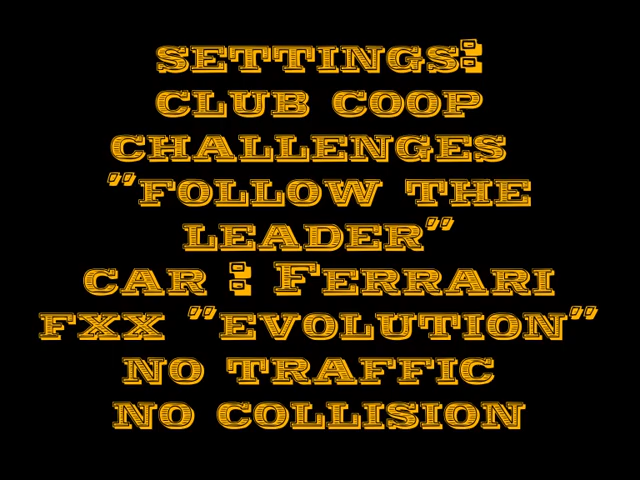 SETTINGS:
CLUB COOP
CHALLENGES
"FOLLOW THE
LEADER"
CAR : FERRARI
FXX "EVOLUTION"
NO TRAFFIC
NO COLLISION